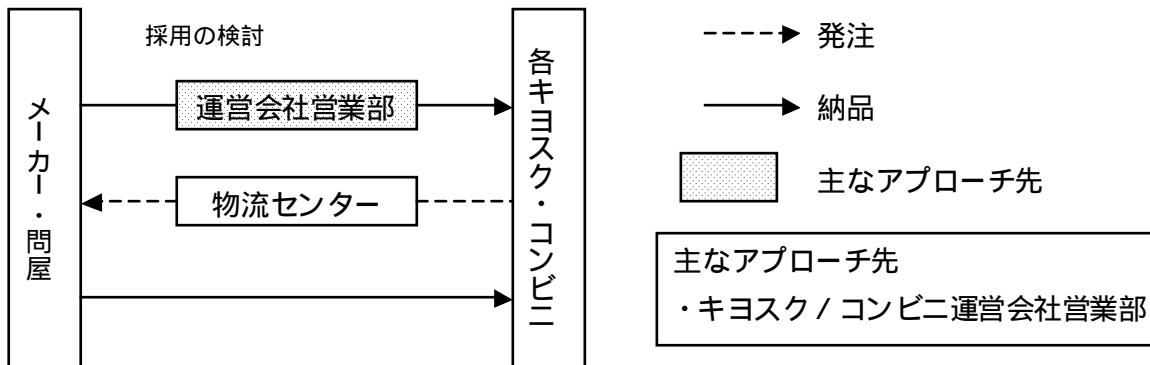 採用の検討
メーカー・問屋
運営会社営業部
物流センター
各キヨスク・コンビニ
発注
納品
主なアプローチ先
主なアプローチ先
・キヨスク / コンビニ運営会社営業部